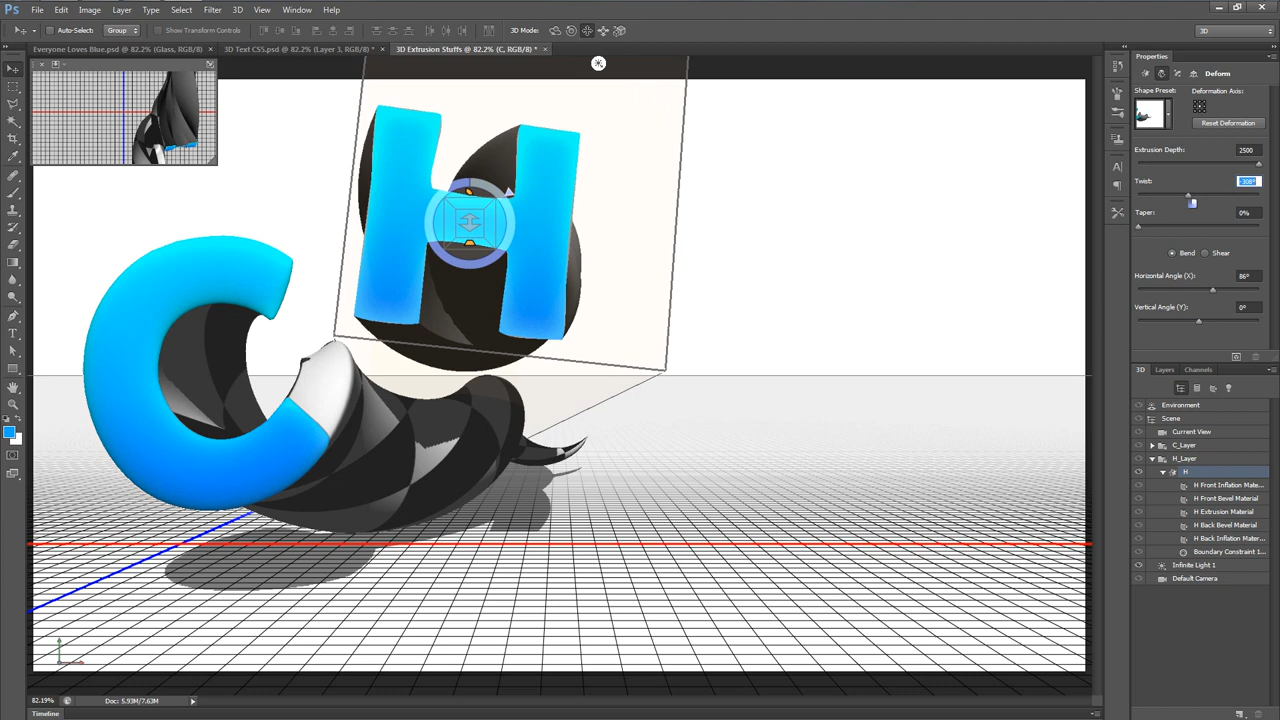 Ps File Edit Image Layer Type Select Filter 3D View Window Help
Auto-Select: Group Show Transform Controls 3D Mode: 3D
Everyone Loves Blue.psd @ 82.2% (Glass, RGB/8) × 3D Text CS5.psd @ 82.2% (Layer 3, RGB/8) * × 3D Extrusion Stuffs @ 82.2% (C, RGB/8) * ×
Properties
Deform
Shape Preset: Deformation Axis:
Reset Deformation
Extrusion Depth: 2500
Twist: -308°
Taper: 0%
Bend Shear
Horizontal Angle (X): 86°
Vertical Angle (Y): 0°
3D Layers Channels
Environment
Scene
Current View
C_Layer
H_Layer
H
H Front Inflation Mate...
H Front Bevel Material
H Extrusion Material
H Back Bevel Material
H Back Inflation Mater...
Boundary Constraint 1...
Infinite Light 1
Default Camera
H
C
82.19% Doc: 5.93M/7.63M
Timeline